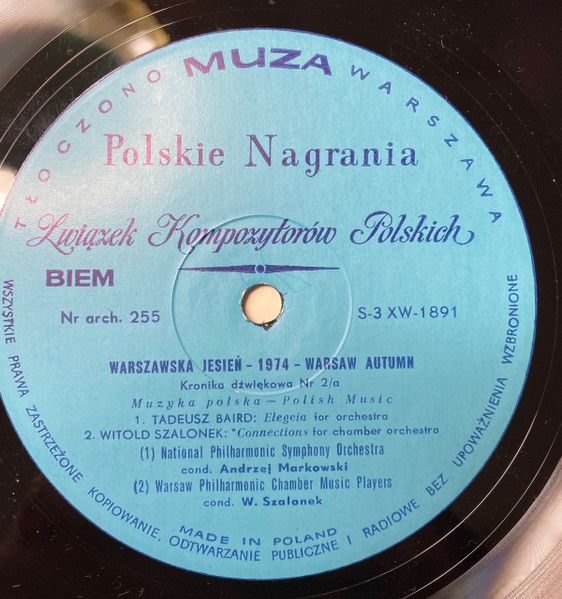 TŁOCZONO MUZA WARSZAWA
Polskie Nagrania
Związek Kompozytorów Polskich
BIEM
Nr arch. 255
S-3 XW-1891
WARSZAWSKA JESIEŃ - 1974 - WARSAW AUTUMN
Kronika dźwiękowa Nr 2/a
Muzyka polska — Polish Music
1. TADEUSZ BAIRD: Elegeia for orchestra
2. WITOLD SZALONEK: *Connections for chamber orchestra
(1) National Philharmonic Symphony Orchestra
cond. Andrzej Markowski
(2) Warsaw Philharmonic Chamber Music Players
cond. W. Szalonek
MADE IN POLAND
WSZYSTKIE PRAWA ZASTRZEŻONE KOPIOWANIE, ODTWARZANIE PUBLICZNE I RADIOWE BEZ UPOWAŻNIENIA WZBRONIONE